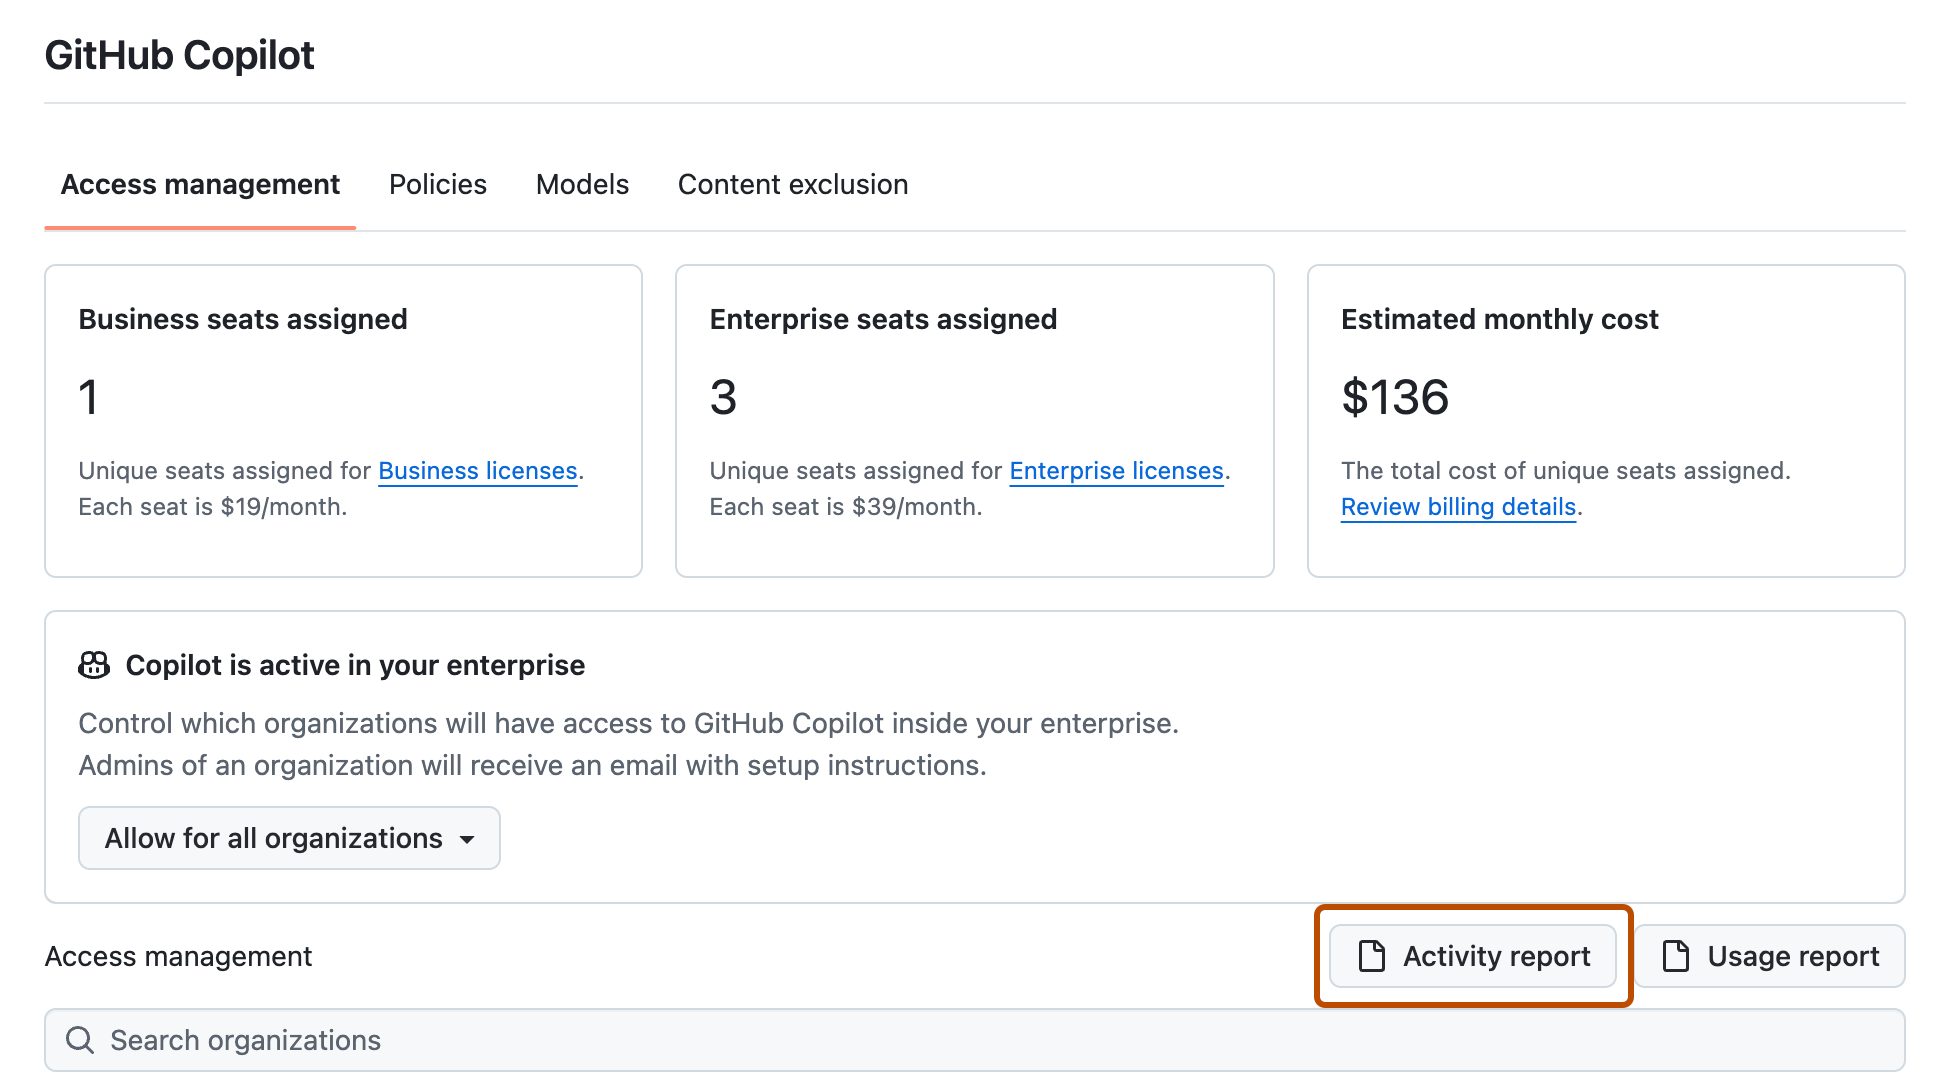 GitHub Copilot
Access management Policies Models Content exclusion
Business seats assigned
1
Unique seats assigned for Business licenses.
Each seat is $19/month.
Enterprise seats assigned
3
Unique seats assigned for Enterprise licenses.
Each seat is $39/month.
Estimated monthly cost
$136
The total cost of unique seats assigned.
Review billing details.
Copilot is active in your enterprise
Control which organizations will have access to GitHub Copilot inside your enterprise.
Admins of an organization will receive an email with setup instructions.
Allow for all organizations
Access management
Activity report
Usage report
Search organizations